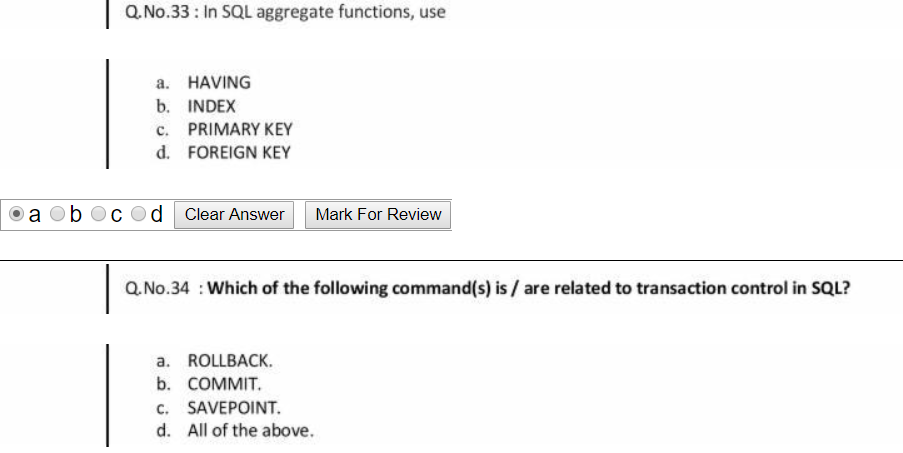 Q.No.33 : In SQL aggregate functions, use
a. HAVING
b. INDEX
c. PRIMARY KEY
d. FOREIGN KEY
a b c d Clear Answer Mark For Review
Q.No.34 : Which of the following command(s) is / are related to transaction control in SQL?
a. ROLLBACK.
b. COMMIT.
c. SAVEPOINT.
d. All of the above.